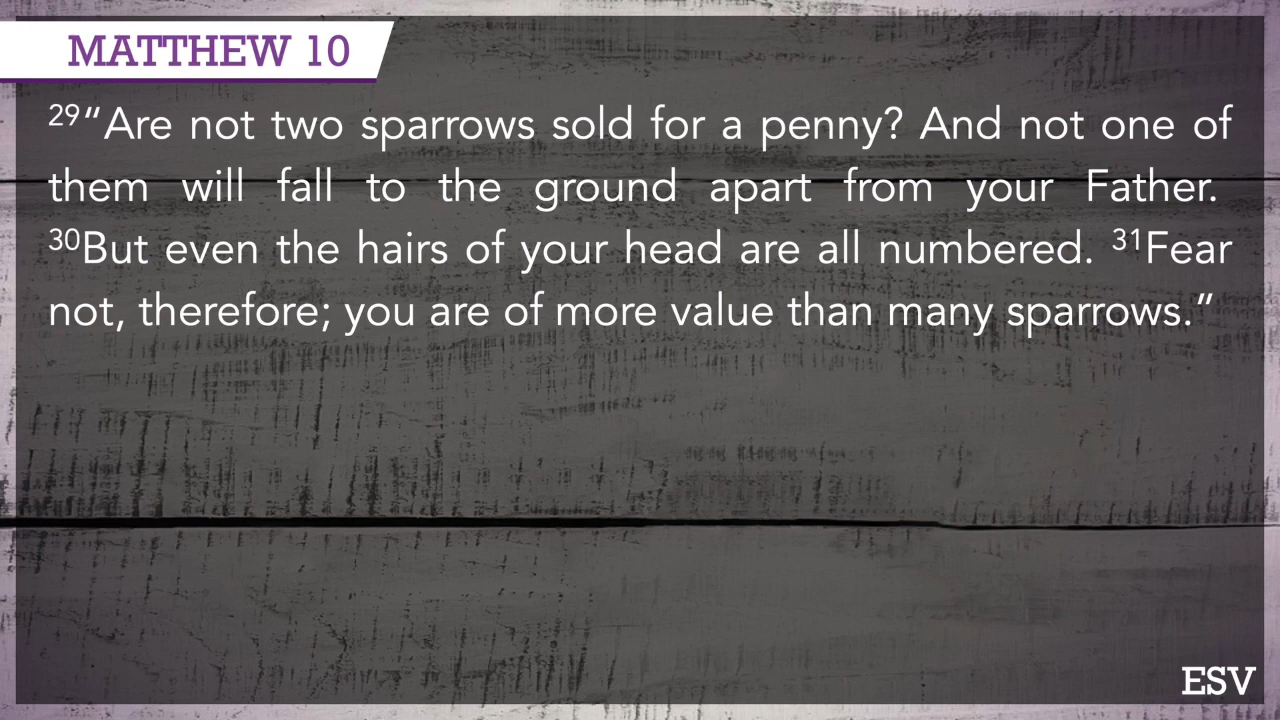 MATTHEW 10
²⁹“Are not two sparrows sold for a penny? And not one of
them will fall to the ground apart from your Father.
³⁰But even the hairs of your head are all numbered. ³¹Fear
not, therefore; you are of more value than many sparrows.”
ESV